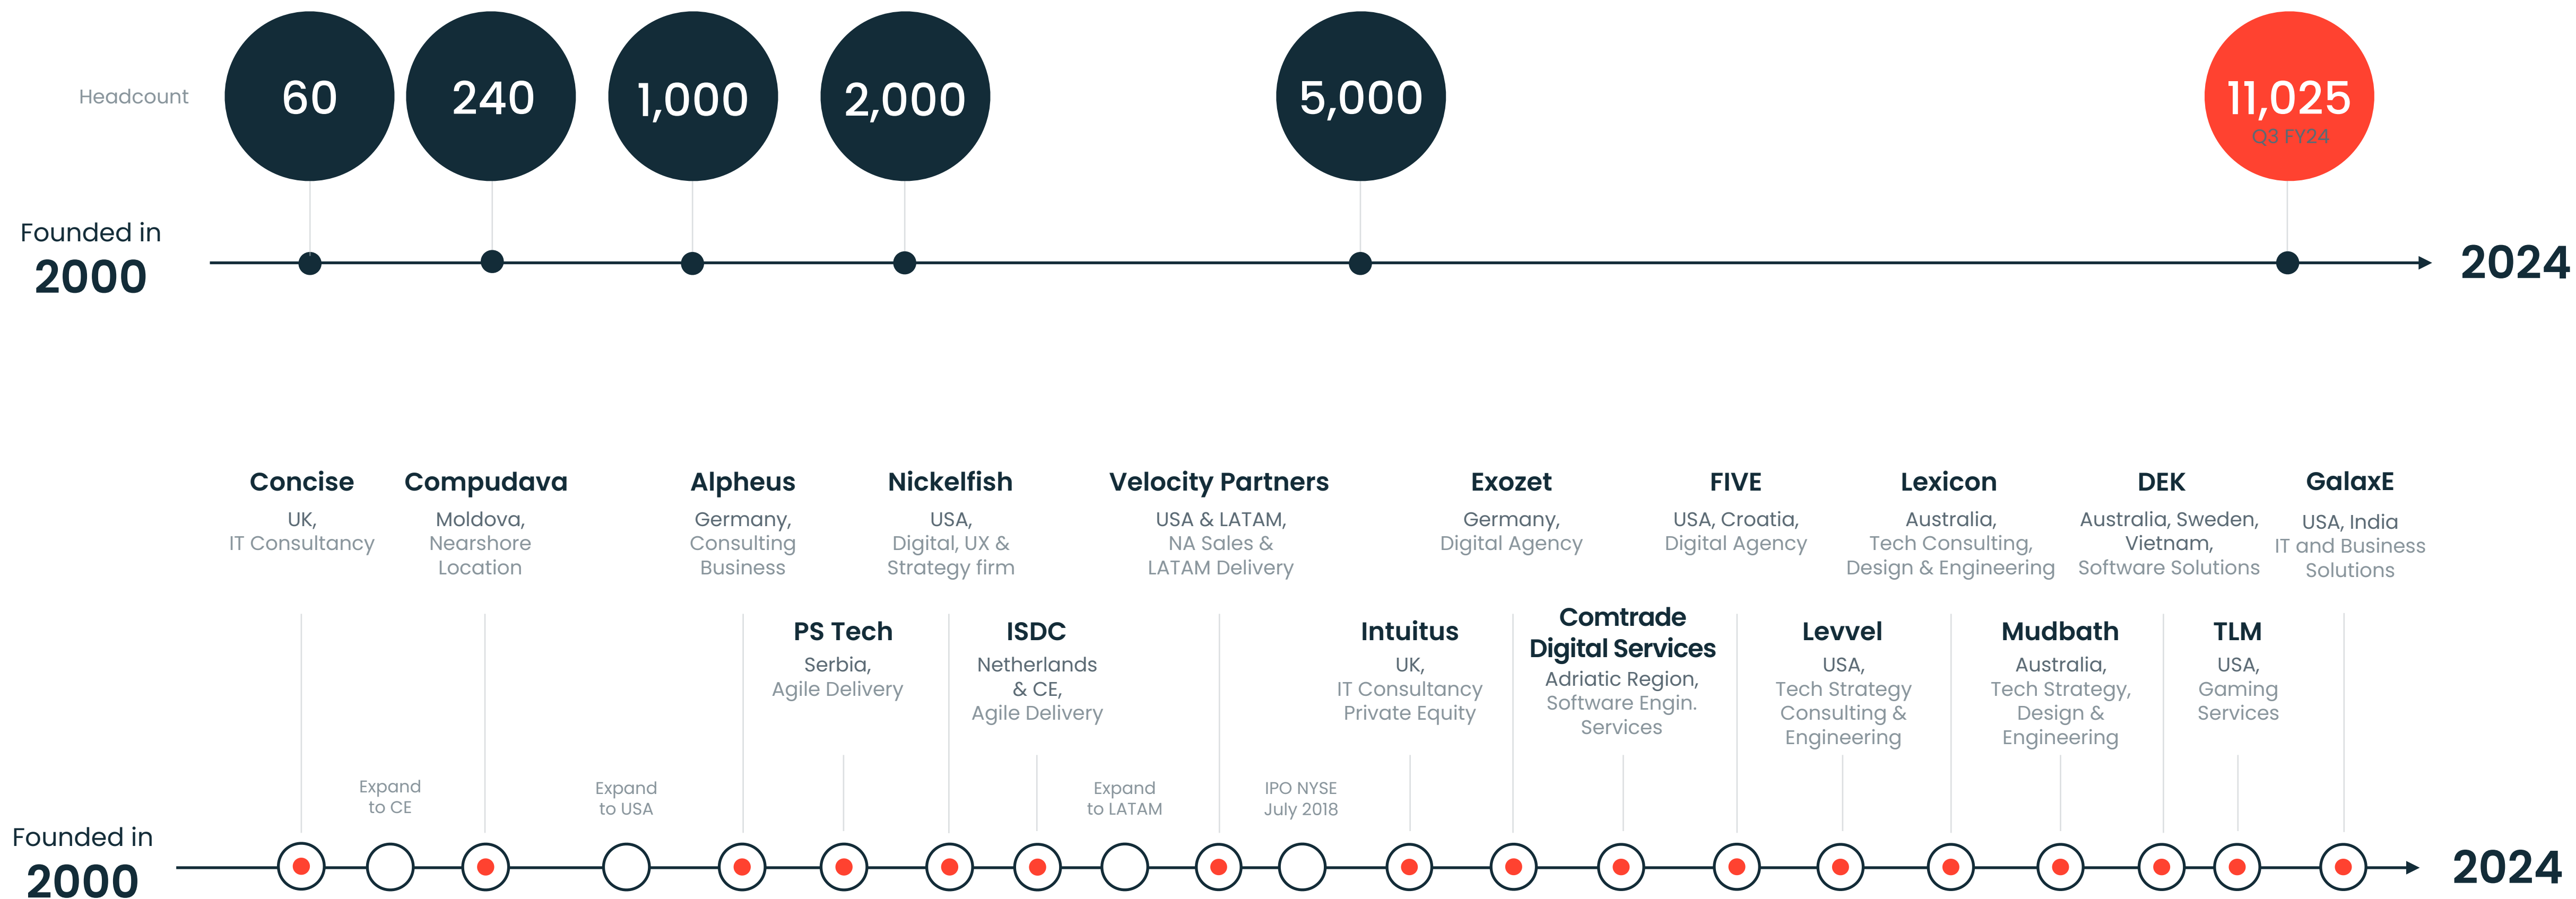 Headcount
60
240
1,000
2,000
5,000
11,025
Q3 FY24
Founded in
2000
2024
Concise
UK,
IT Consultancy
Compudava
Moldova,
Nearshore
Location
Alpheus
Germany,
Consulting
Business
Nickelfish
USA,
Digital, UX &
Strategy firm
Velocity Partners
USA & LATAM,
NA Sales &
LATAM Delivery
Exozet
Germany,
Digital Agency
FIVE
USA, Croatia,
Digital Agency
Lexicon
Australia,
Tech Consulting,
Design & Engineering
DEK
Australia, Sweden,
Vietnam,
Software Solutions
GalaxE
USA, India
IT and Business
Solutions
PS Tech
Serbia,
Agile Delivery
ISDC
Netherlands
& CE,
Agile Delivery
Intuitus
UK,
IT Consultancy
Private Equity
Comtrade
Digital Services
Adriatic Region,
Software Engin.
Services
Levvel
USA,
Tech Strategy
Consulting &
Engineering
Mudbath
Australia,
Tech Strategy,
Design &
Engineering
TLM
USA,
Gaming
Services
Expand
to CE
Expand
to USA
Expand
to LATAM
IPO NYSE
July 2018
Founded in
2000
2024